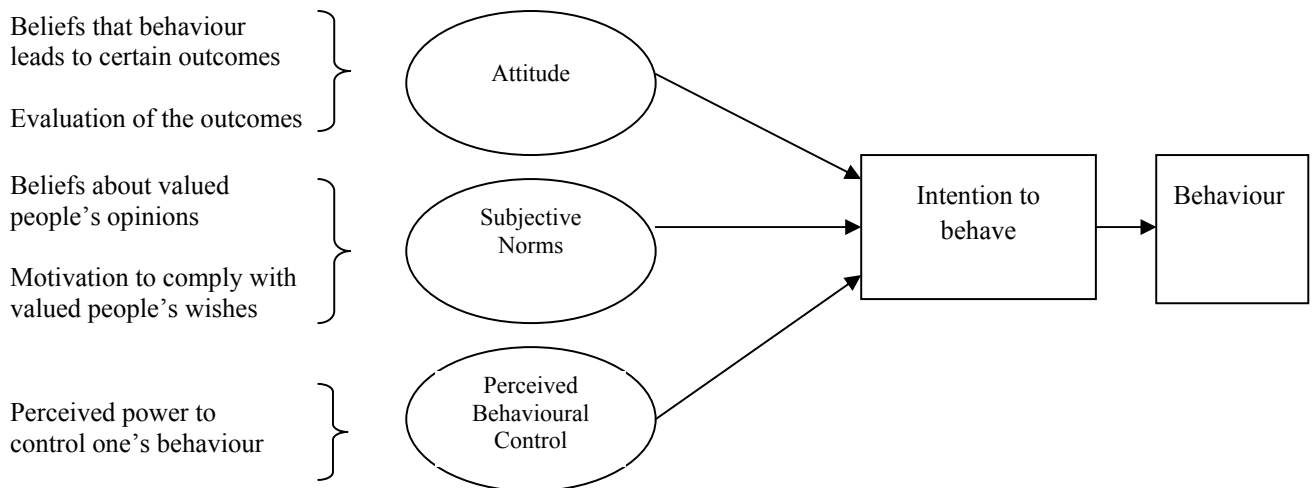 Beliefs that behaviour
leads to certain outcomes
Evaluation of the outcomes
Attitude
Beliefs about valued
people’s opinions
Motivation to comply with
valued people’s wishes
Subjective
Norms
Perceived power to
control one’s behaviour
Perceived
Behavioural
Control
Intention to
behave
Behaviour